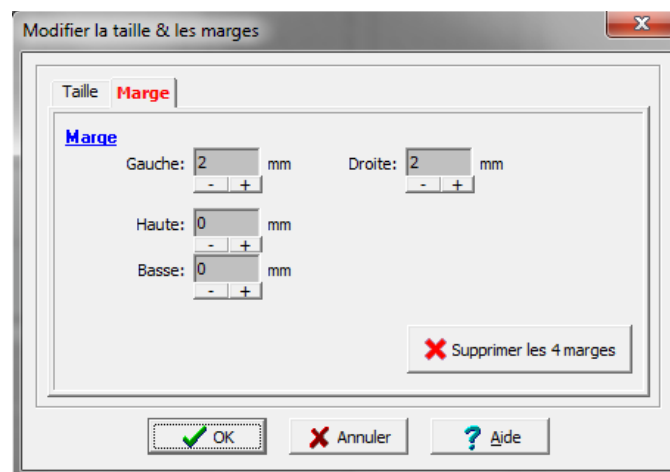 Modifier la taille & les marges
X
Taille Marge
Marge
Gauche: 2 mm Droite: 2 mm
- + - +
Haute: 0 mm
- +
Basse: 0 mm
- +
Supprimer les 4 marges
OK Annuler ? Aide